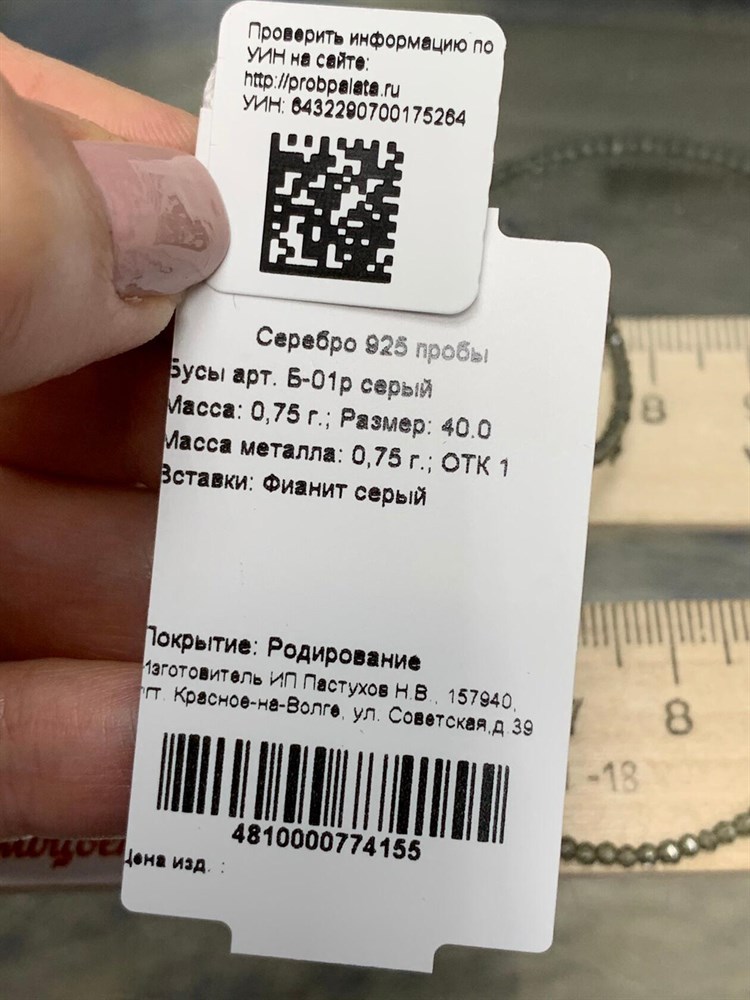 Проверить информацию по
УИН на сайте:
http://probpalata.ru
УИН: 6432290700175264
Серебро 925 пробы
Бусы арт. Б-01р серый
Масса: 0,75 г.; Размер: 40.0
Масса металла: 0,75 г.; ОТК 1
Вставки: Фианит серый
Покрытие: Родирование
Изготовитель ИП Пастухов Н.В., 157940,
пгт. Красное-на-Волге, ул. Советская,д.39
4810000774155
Цена изд. :
8
7 8
-18